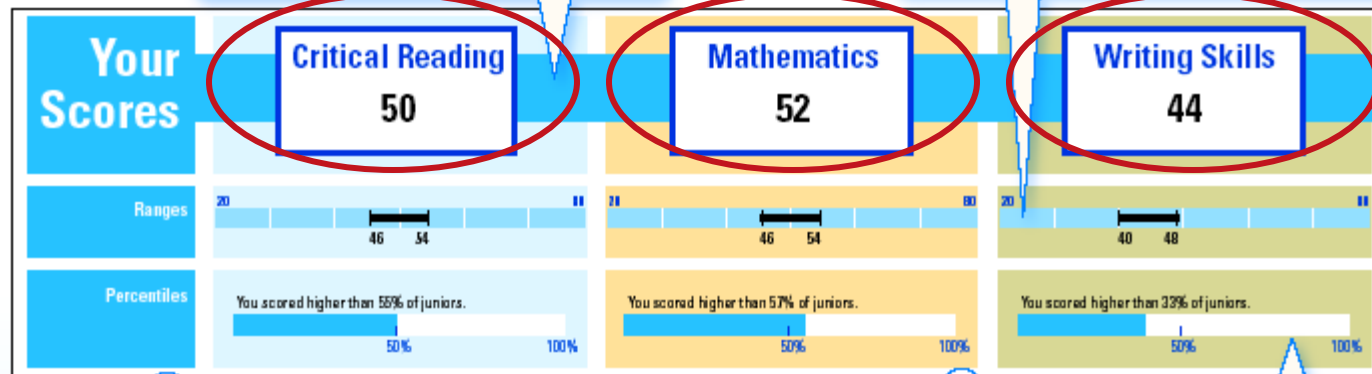 Your
Scores
Critical Reading
50
Mathematics
52
Writing Skills
44
Ranges
20
46 54
20 80
46 54
20
40 48
Percentiles
You scored higher than 55% of juniors.
50% 100%
You scored higher than 57% of juniors.
50% 100%
You scored higher than 33% of juniors.
50% 100%